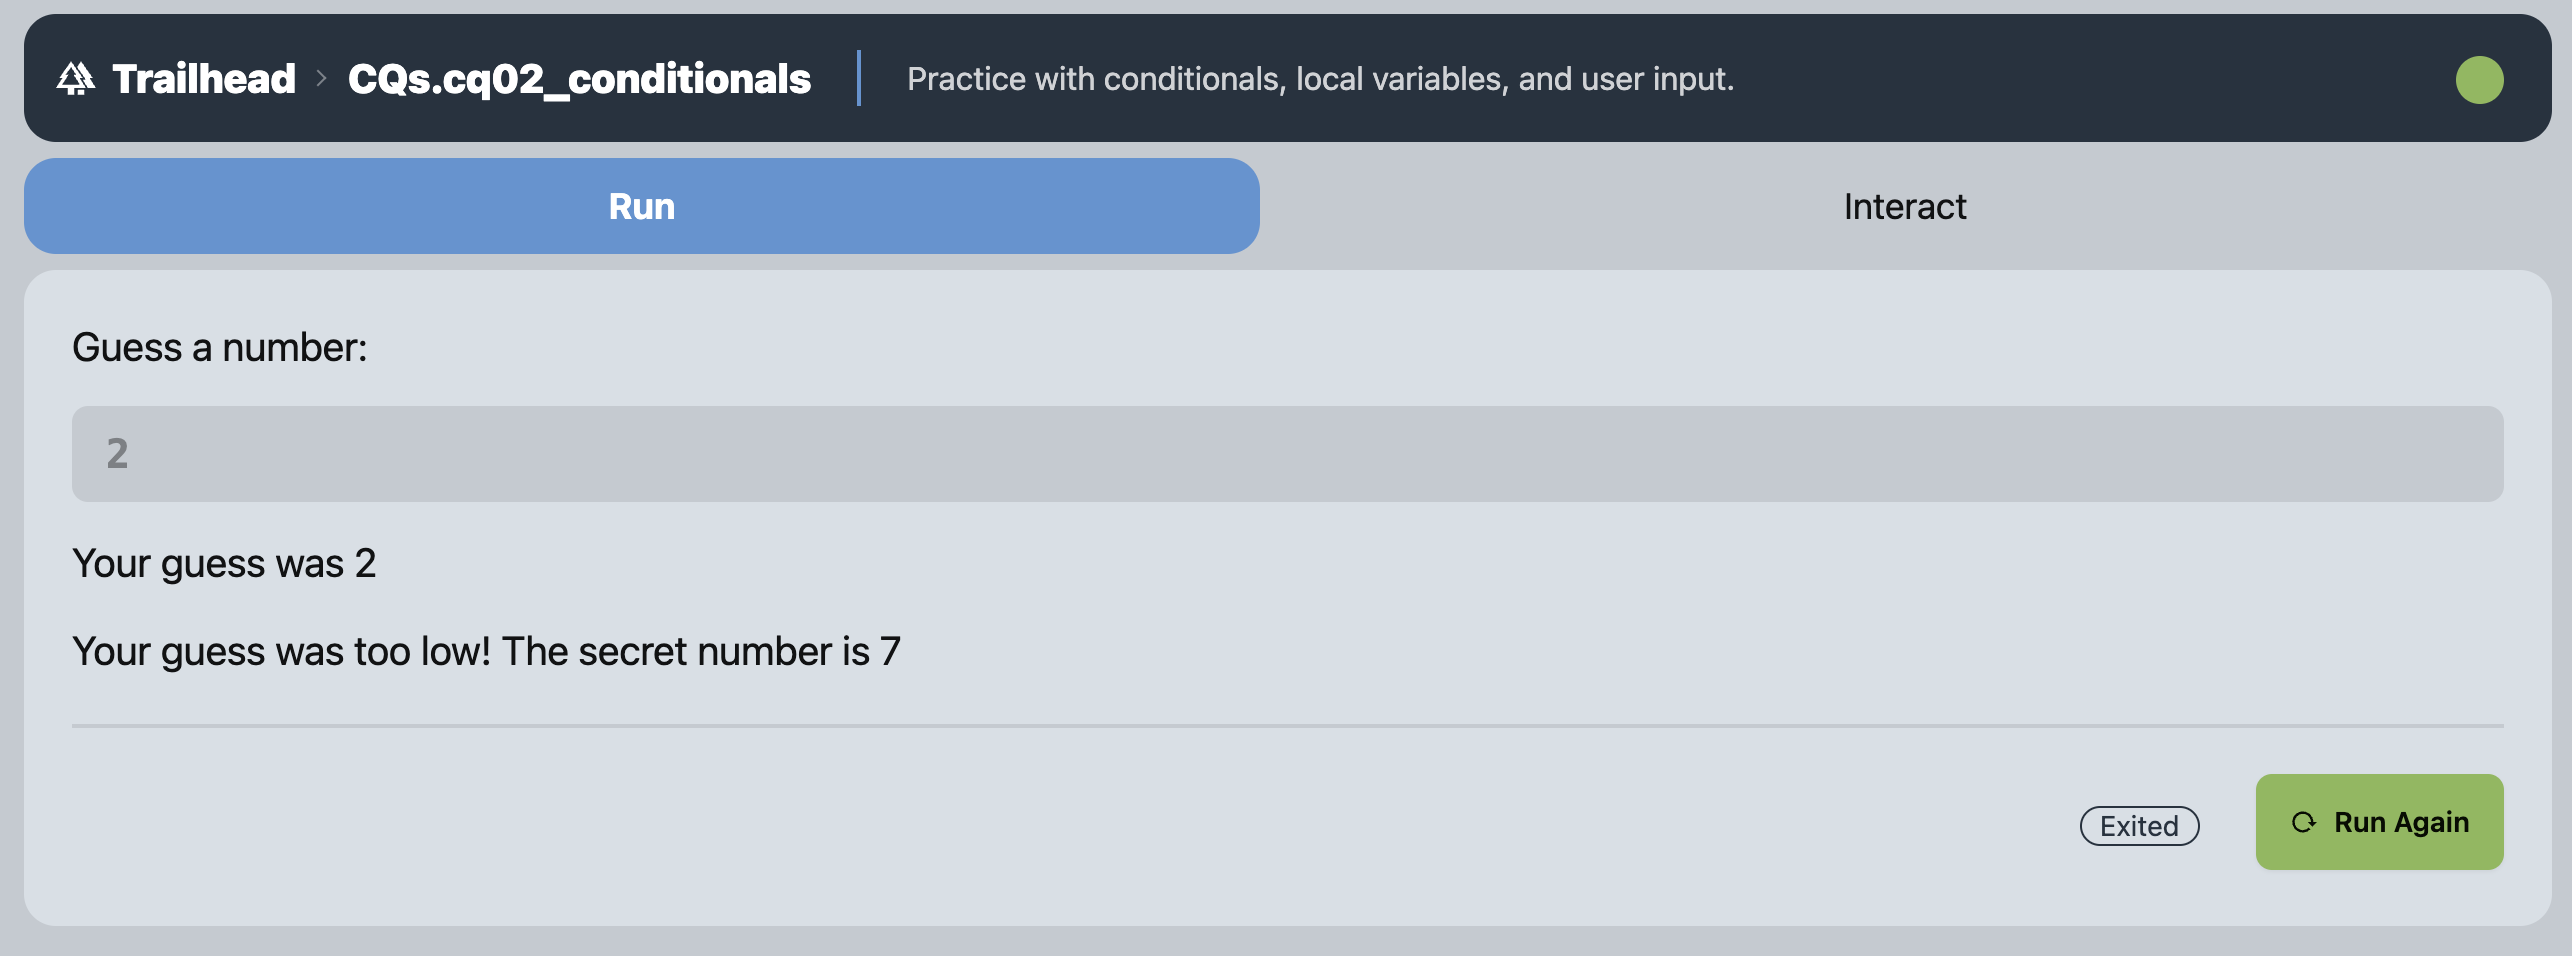 Trailhead > CQs.cq02_conditionals Practice with conditionals, local variables, and user input.
Run Interact
Guess a number:
2
Your guess was 2
Your guess was too low! The secret number is 7
Exited Run Again